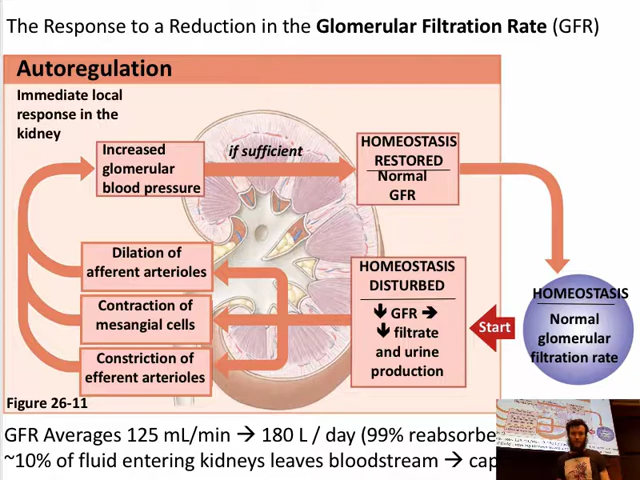 The Response to a Reduction in the Glomerular Filtration Rate (GFR)
Autoregulation
Immediate local
response in the
kidney
Increased
glomerular
blood pressure
if sufficient
HOMEOSTASIS
RESTORED
Normal
GFR
Dilation of
afferent arterioles
Contraction of
mesangial cells
Constriction of
efferent arterioles
HOMEOSTASIS
DISTURBED
🡻 GFR 🡺
🡻 filtrate
and urine
production
Start
HOMEOSTASIS
Normal
glomerular
filtration rate
Figure 26-11
GFR Averages 125 mL/min → 180 L / day (99% reabsorbe
~10% of fluid entering kidneys leaves bloodstream → cap